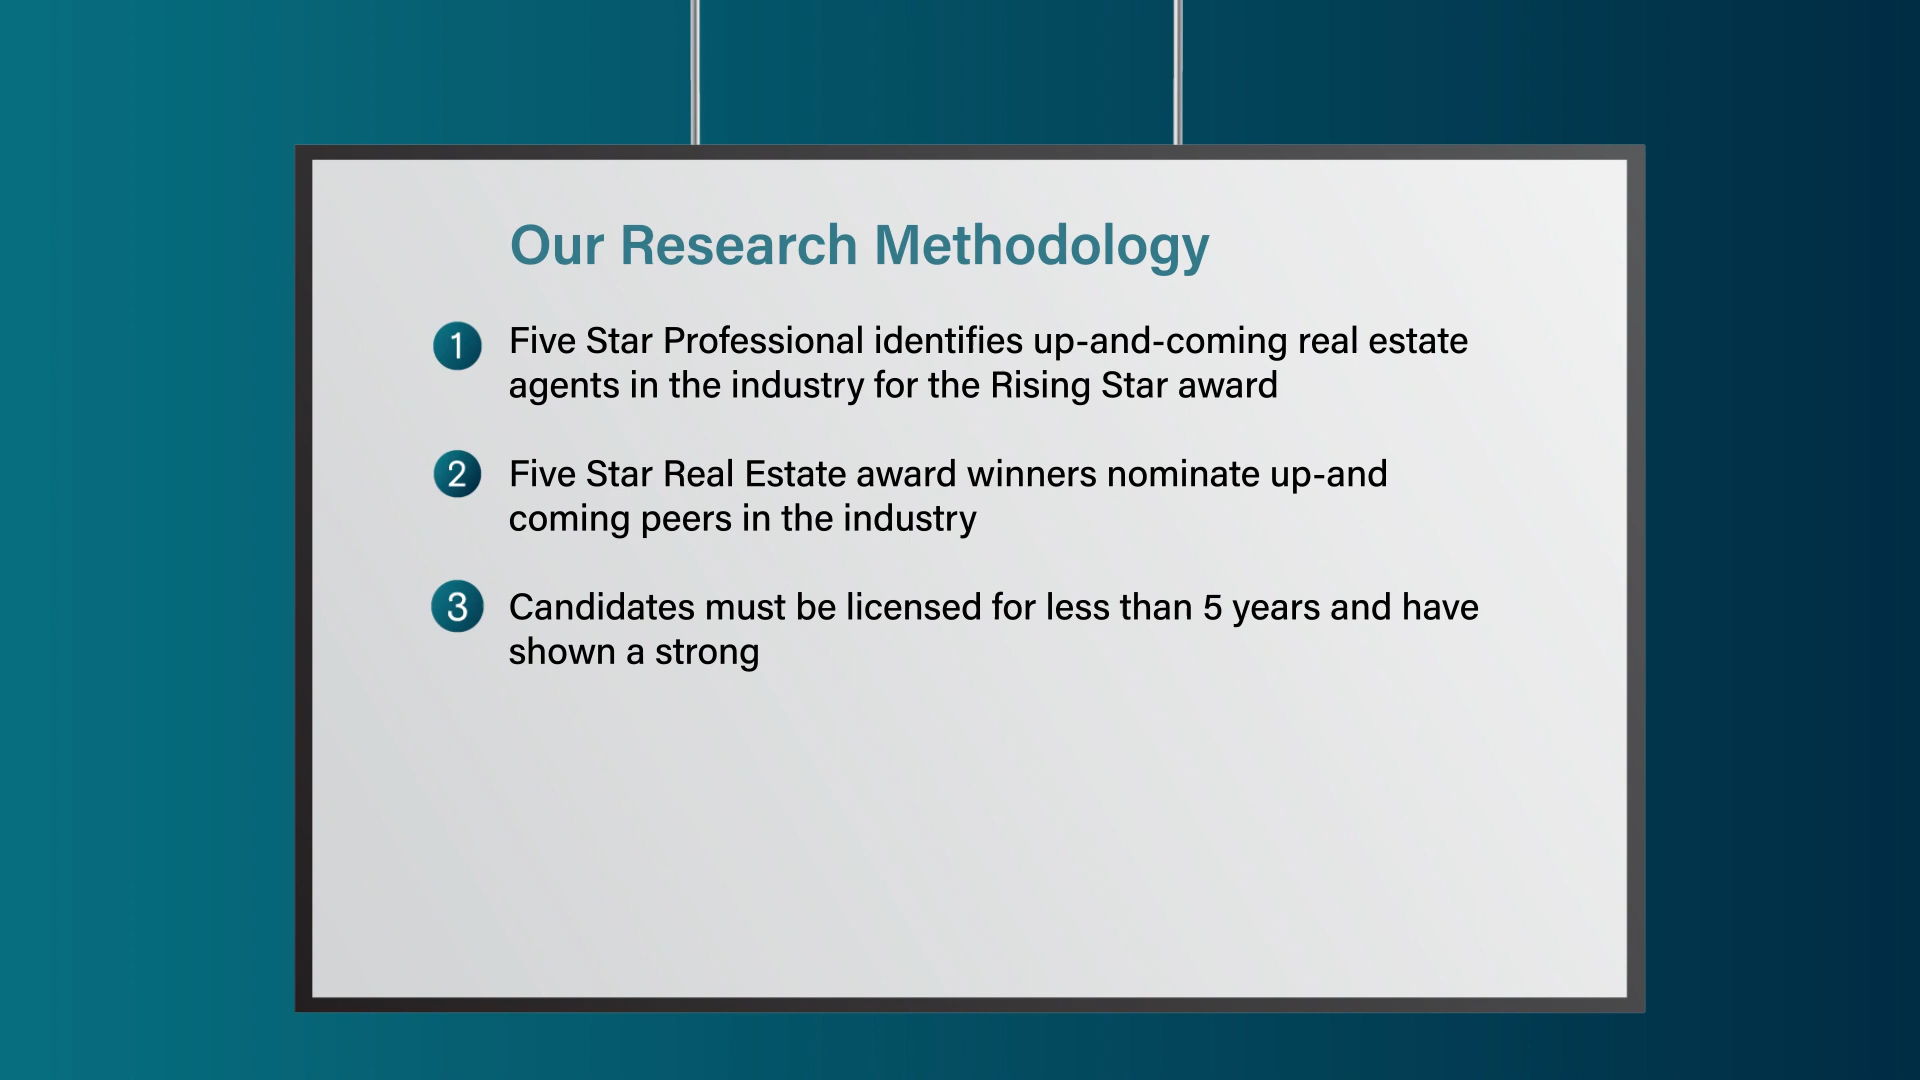 Our Research Methodology
1 Five Star Professional identifies up-and-coming real estate
agents in the industry for the Rising Star award
2 Five Star Real Estate award winners nominate up-and
coming peers in the industry
3 Candidates must be licensed for less than 5 years and have
shown a strong